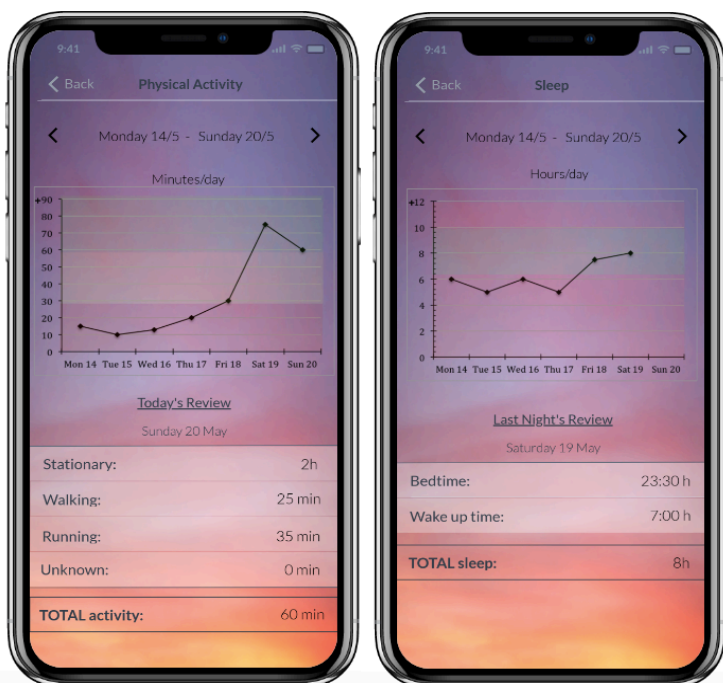 9:41
Back Physical Activity
Monday 14/5 - Sunday 20/5
Minutes/day
+90
80
70
60
50
40
30
20
10
0
Mon 14 Tue 15 Wed 16 Thu 17 Fri 18 Sat 19 Sun 20
Today's Review
Sunday 20 May
Stationary: 2h
Walking: 25 min
Running: 35 min
Unknown: 0 min
TOTAL activity: 60 min
9:41
Back Sleep
Monday 14/5 - Sunday 20/5
Hours/day
+12
10
8
6
4
2
0
Mon 14 Tue 15 Wed 16 Thu 17 Fri 18 Sat 19 Sun 20
Last Night's Review
Saturday 19 May
Bedtime: 23:30 h
Wake up time: 7:00 h
TOTAL sleep: 8h